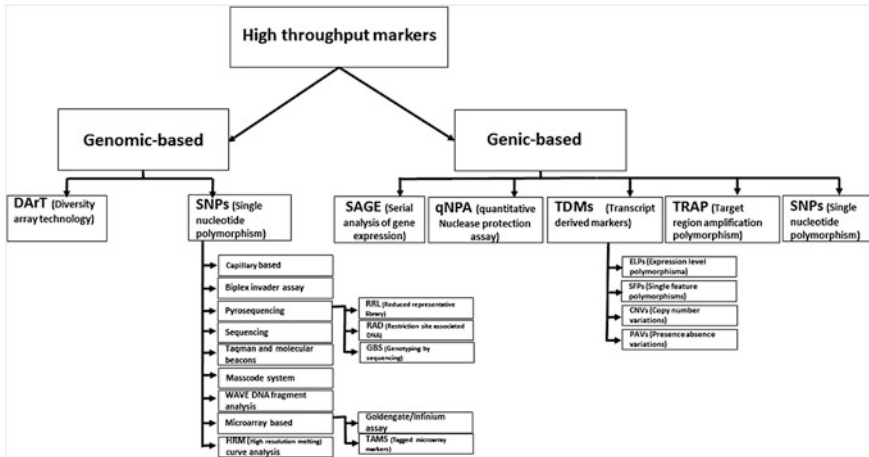 High throughput markers
Genomic-based
Genic-based
DArT (Diversity
array technology)
SNPs (Single
nucleotide
polymorphism)
SAGE (Serial
analysis of gene
expression)
qNPA (quantitative
Nuclease protection
assay)
TDMs (Transcript
derived markers)
TRAP (Target
region amplification
polymorphism)
SNPs (Single
nucleotide
polymorphism)
Capillary based
Biplex invader assay
Pyrosequencing
Sequencing
Taqman and molecular
beacons
Masscode system
WAVE DNA fragment
analysis
Microarray based
HRM (High resolution melting)
curve analysis
RRL (Reduced representative
library)
RAD (Restriction site associated
DNA)
GBS (Genotyping by
sequencing)
Goldengate/Infinium
assay
TAMS (Tagged microarray
markers)
ELPs (Expression level
polymorphisma)
SFPs (Single feature
polymorphisms)
CNVs (Copy number
variations)
PAVs (Presence absence
variations)